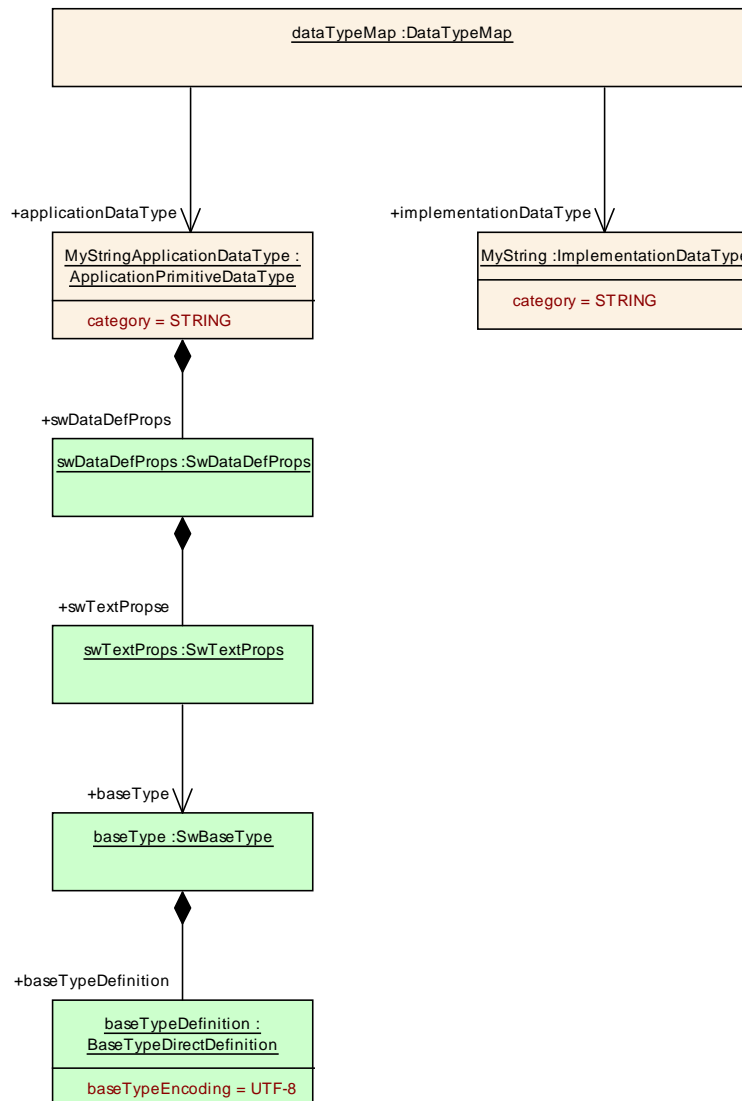 dataTypeMap :DataTypeMap
+applicationDataType
+implementationDataType
MyStringApplicationDataType :
ApplicationPrimitiveDataType
category = STRING
MyString :ImplementationDataType
category = STRING
+swDataDefProps
swDataDefProps :SwDataDefProps
+swTextPropse
swTextProps :SwTextProps
+baseType
baseType :SwBaseType
+baseTypeDefinition
baseTypeDefinition :
BaseTypeDirectDefinition
baseTypeEncoding = UTF-8